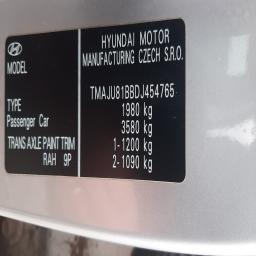 HYUNDAI MOTOR
MANUFACTURING CZECH S.R.O.
MODEL
TMAJU81BBDJ454765
1980 kg
TYPE
Passenger Car 3580 kg
1-1200 kg
TRANS AXLE PAINT TRIM
RAH 9P 2-1090 kg